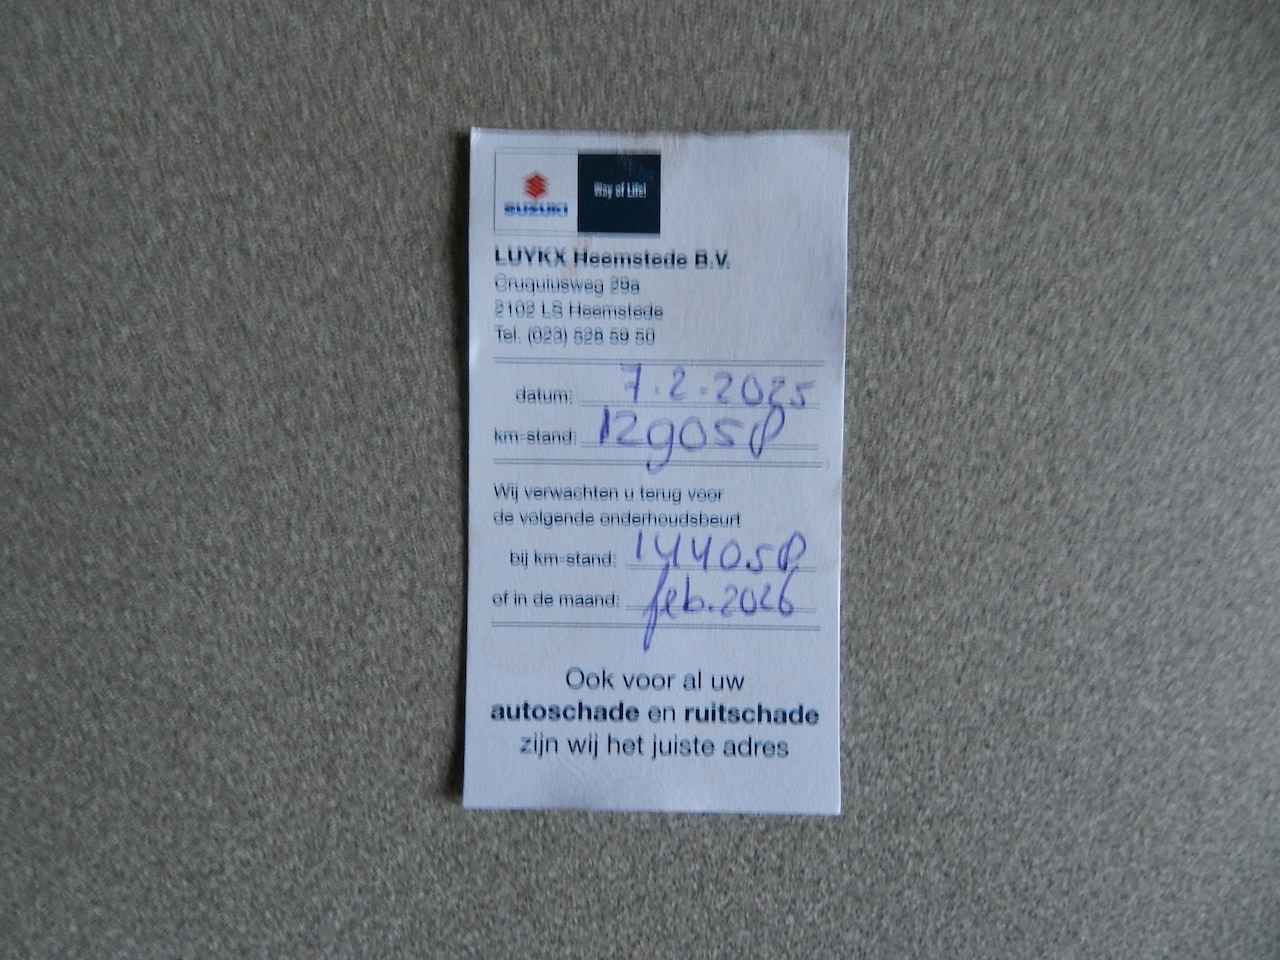 SUZUKI
Way of Life!
LUYKX Heemstede B.V.
Cruquiusweg 29a
2102 LS Heemstede
Tel. (023) 528 59 50
datum: 7.2.2025
km-stand: 129058
Wij verwachten u terug voor
de volgende onderhoudsbeurt
bij km-stand: 144058
of in de maand: feb. 2026
Ook voor al uw
autoschade en ruitschade
zijn wij het juiste adres